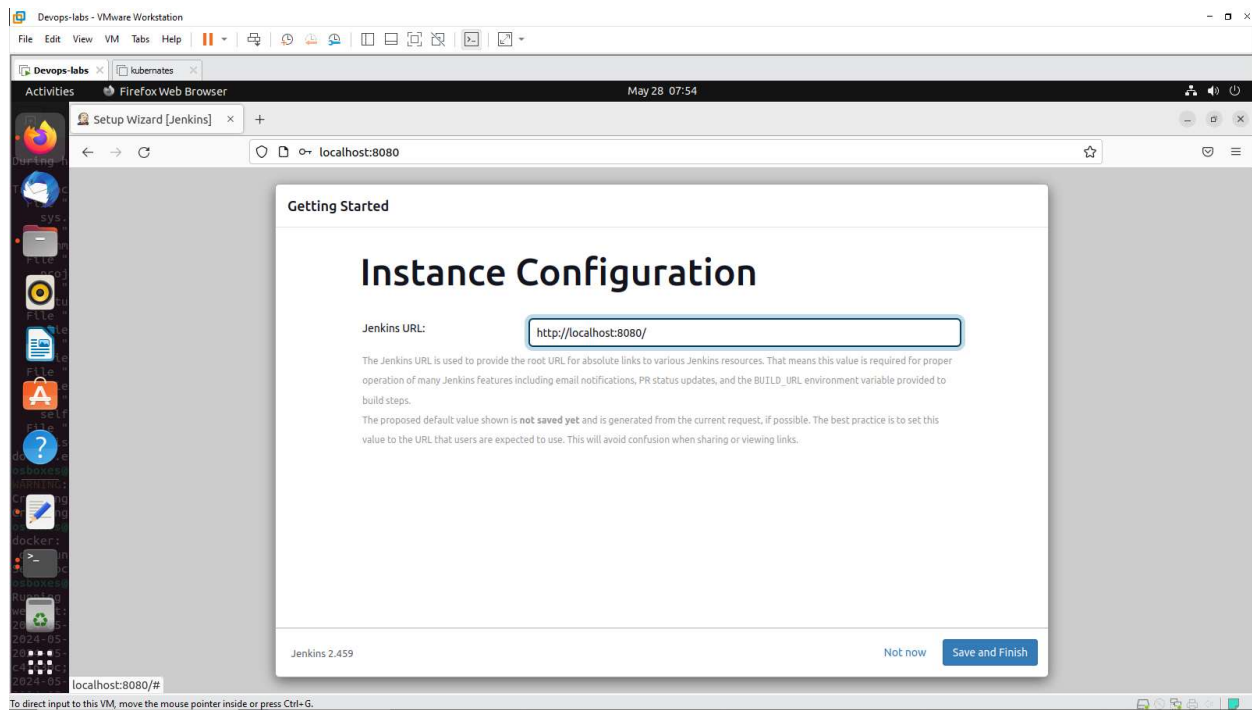 Devops-labs - VMware Workstation
File Edit View VM Tabs Help
Devops-labs kubernates
Activities Firefox Web Browser May 28 07:54
Setup Wizard [Jenkins]
localhost:8080
Getting Started
Instance Configuration
Jenkins URL: http://localhost:8080/
The Jenkins URL is used to provide the root URL for absolute links to various Jenkins resources. That means this value is required for proper
operation of many Jenkins features including email notifications, PR status updates, and the BUILD_URL environment variable provided to
build steps.
The proposed default value shown is not saved yet and is generated from the current request, if possible. The best practice is to set this
value to the URL that users are expected to use. This will avoid confusion when sharing or viewing links.
Jenkins 2.459 Not now Save and Finish
localhost:8080/#
To direct input to this VM, move the mouse pointer inside or press Ctrl+G.